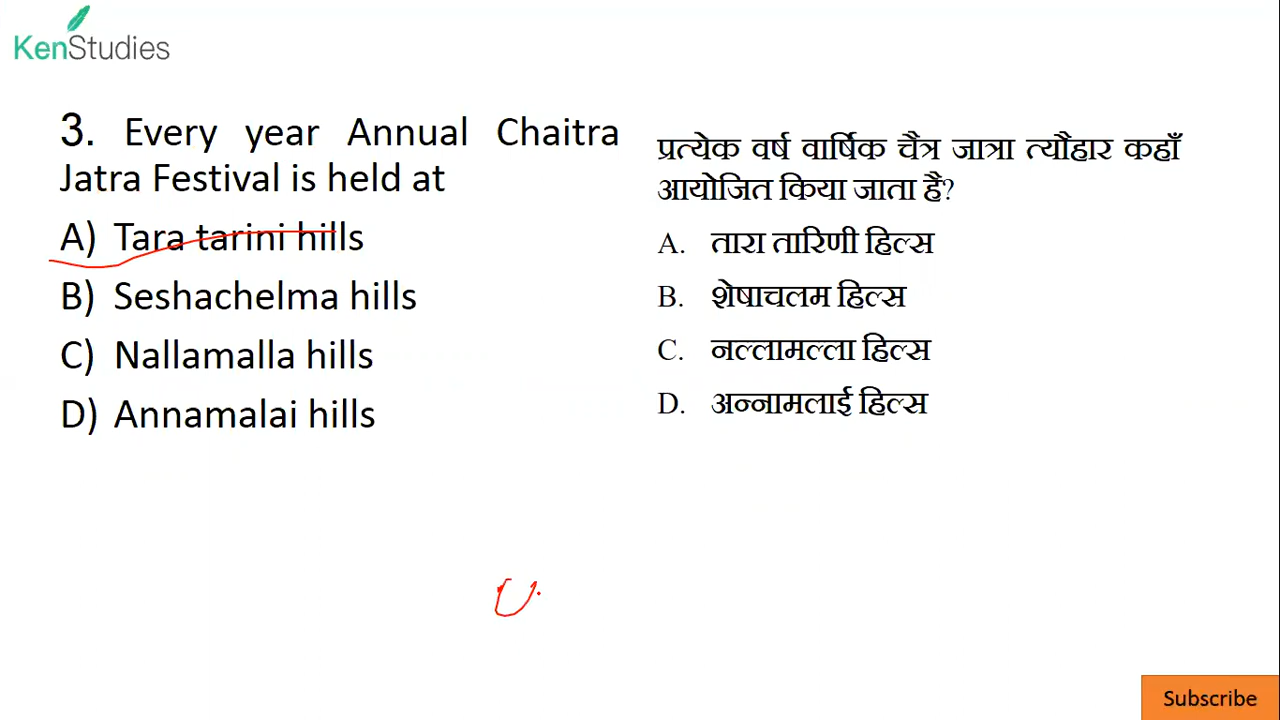 KenStudies
3. Every year Annual Chaitra
Jatra Festival is held at
A) Tara tarini hills
B) Seshachelma hills
C) Nallamalla hills
D) Annamalai hills
प्रत्येक वर्ष वार्षिक चैत्र जात्रा त्यौहार कहाँ
आयोजित किया जाता है?
A. तारा तारिणी हिल्स
B. शेषाचलम हिल्स
C. नल्लामल्ला हिल्स
D. अन्नामलाई हिल्स
Subscribe